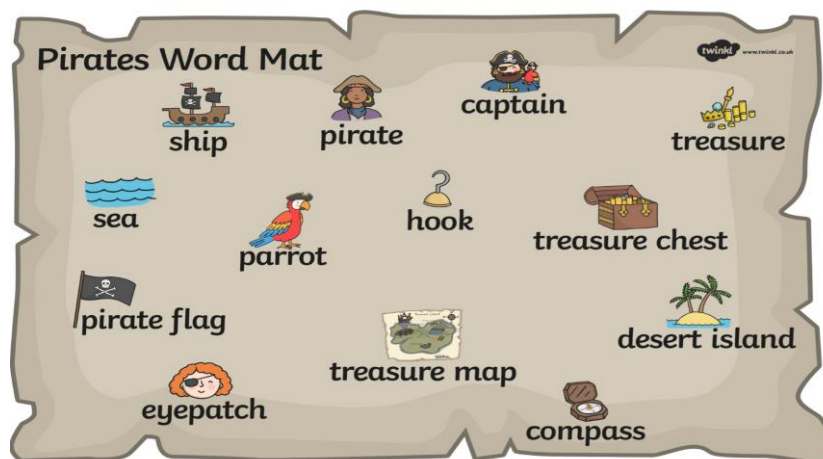 Pirates Word Mat
twinkl www.twinkl.co.uk
ship
pirate
captain
treasure
sea
parrot
hook
treasure chest
pirate flag
treasure map
desert island
eyepatch
compass